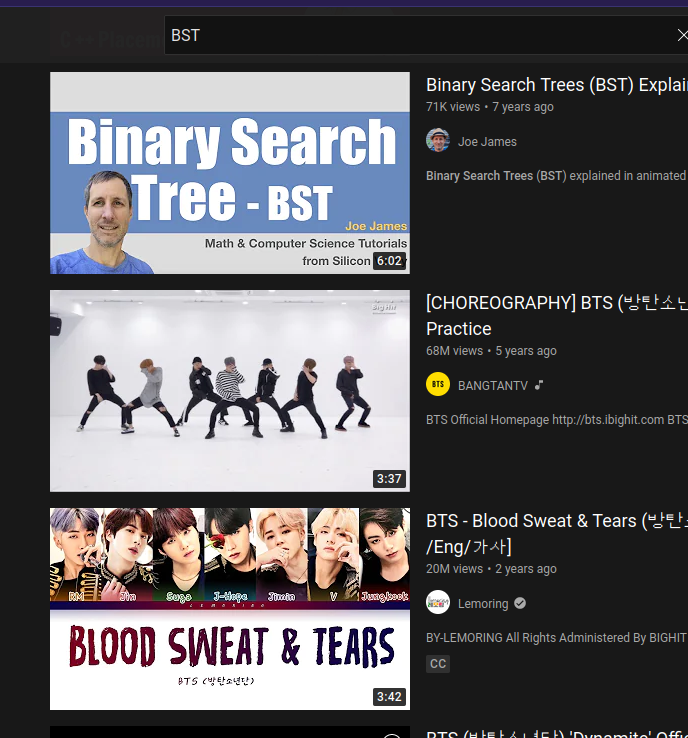 BST
Binary Search
Tree - BST
Joe James
Math & Computer Science Tutorials
from Silicon
6:02
Binary Search Trees (BST)
71K views • 7 years ago
Joe James
Binary Search Trees (BST) explained in animated
Big Hit
3:37
[CHOREOGRAPHY] BTS (방탄소년
Practice
68M views • 5 years ago
BTS
BANGTANTV
BTS Official Homepage http://bts.ibighit.com BTS
RM Jin Suga J-Hope Jimin V Jungkook
LEMORING
BLOOD SWEAT & TEARS
BTS (방탄소년단)
3:42
BTS - Blood Sweat & Tears (방탄
/Eng/가사]
20M views • 2 years ago
Lemoring
BY-LEMORING All Rights Administered By BIGHIT
CC
BTS (방탄소년단) 'Dynamite'